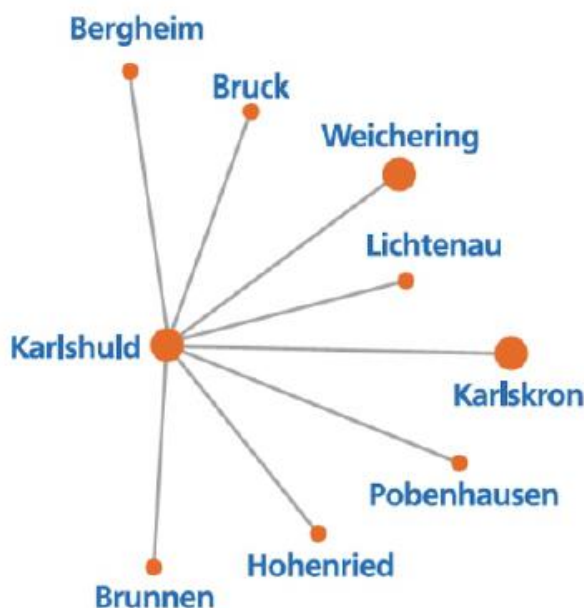 Bergheim
Bruck
Weichering
Lichtenau
Karlshuld
Karlskron
Pobenhausen
Hohenried
Brunnen